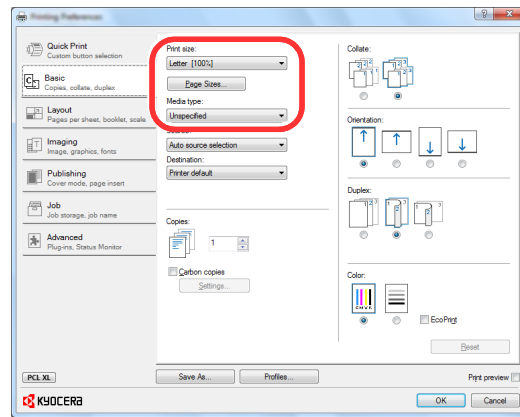 Printing Preferences
Quick Print
Custom button selection
Basic
Copies, collate, duplex
Layout
Pages per sheet, booklet, scale
Imaging
Image, graphics, fonts
Publishing
Cover mode, page insert
Job
Job storage, job name
Advanced
Plug-ins, Status Monitor
Print size:
Letter [100%]
Page Sizes...
Media type:
Unspecified
Auto source selection
Destination:
Printer default
Copies:
1
Carbon copies
Settings...
Collate:
Orientation:
Duplex:
Color:
CMYK
EcoPrint
Reset
PCL XL
Save As...
Profiles...
Print preview
KYOCERA
OK
Cancel